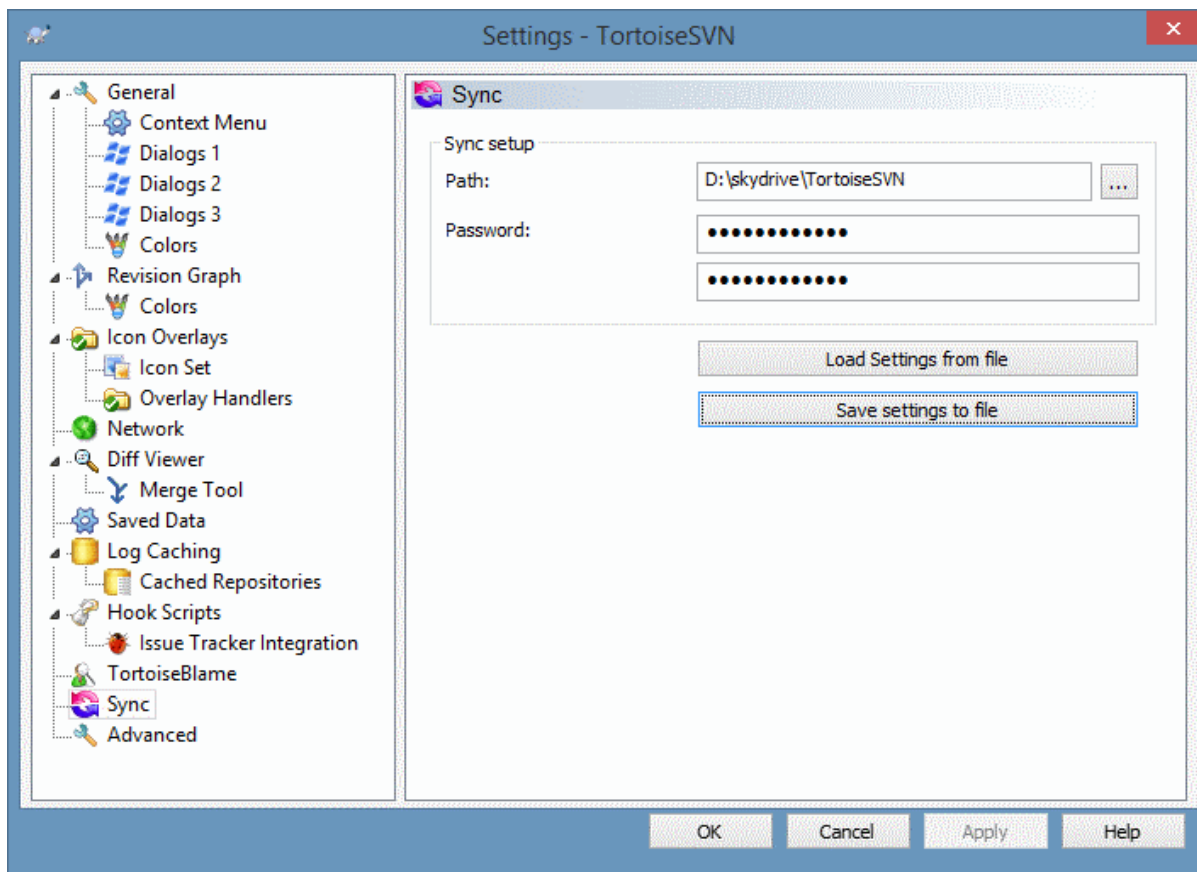 Settings - TortoiseSVN
General
Context Menu
Dialogs 1
Dialogs 2
Dialogs 3
Colors
Revision Graph
Colors
Icon Overlays
Icon Set
Overlay Handlers
Network
Diff Viewer
Merge Tool
Saved Data
Log Caching
Cached Repositories
Hook Scripts
Issue Tracker Integration
TortoiseBlame
Sync
Advanced
Sync
Sync setup
Path: D:\skydrive\TortoiseSVN ...
Password: ●●●●●●●●●●●●
●●●●●●●●●●●●
Load Settings from file
Save settings to file
OK Cancel Apply Help